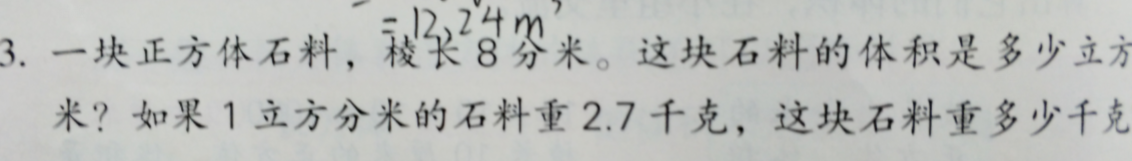 =12.24m³
3. 一块正方体石料，棱长8分米。这块石料的体积是多少立方
米？如果1立方分米的石料重2.7千克，这块石料重多少千克